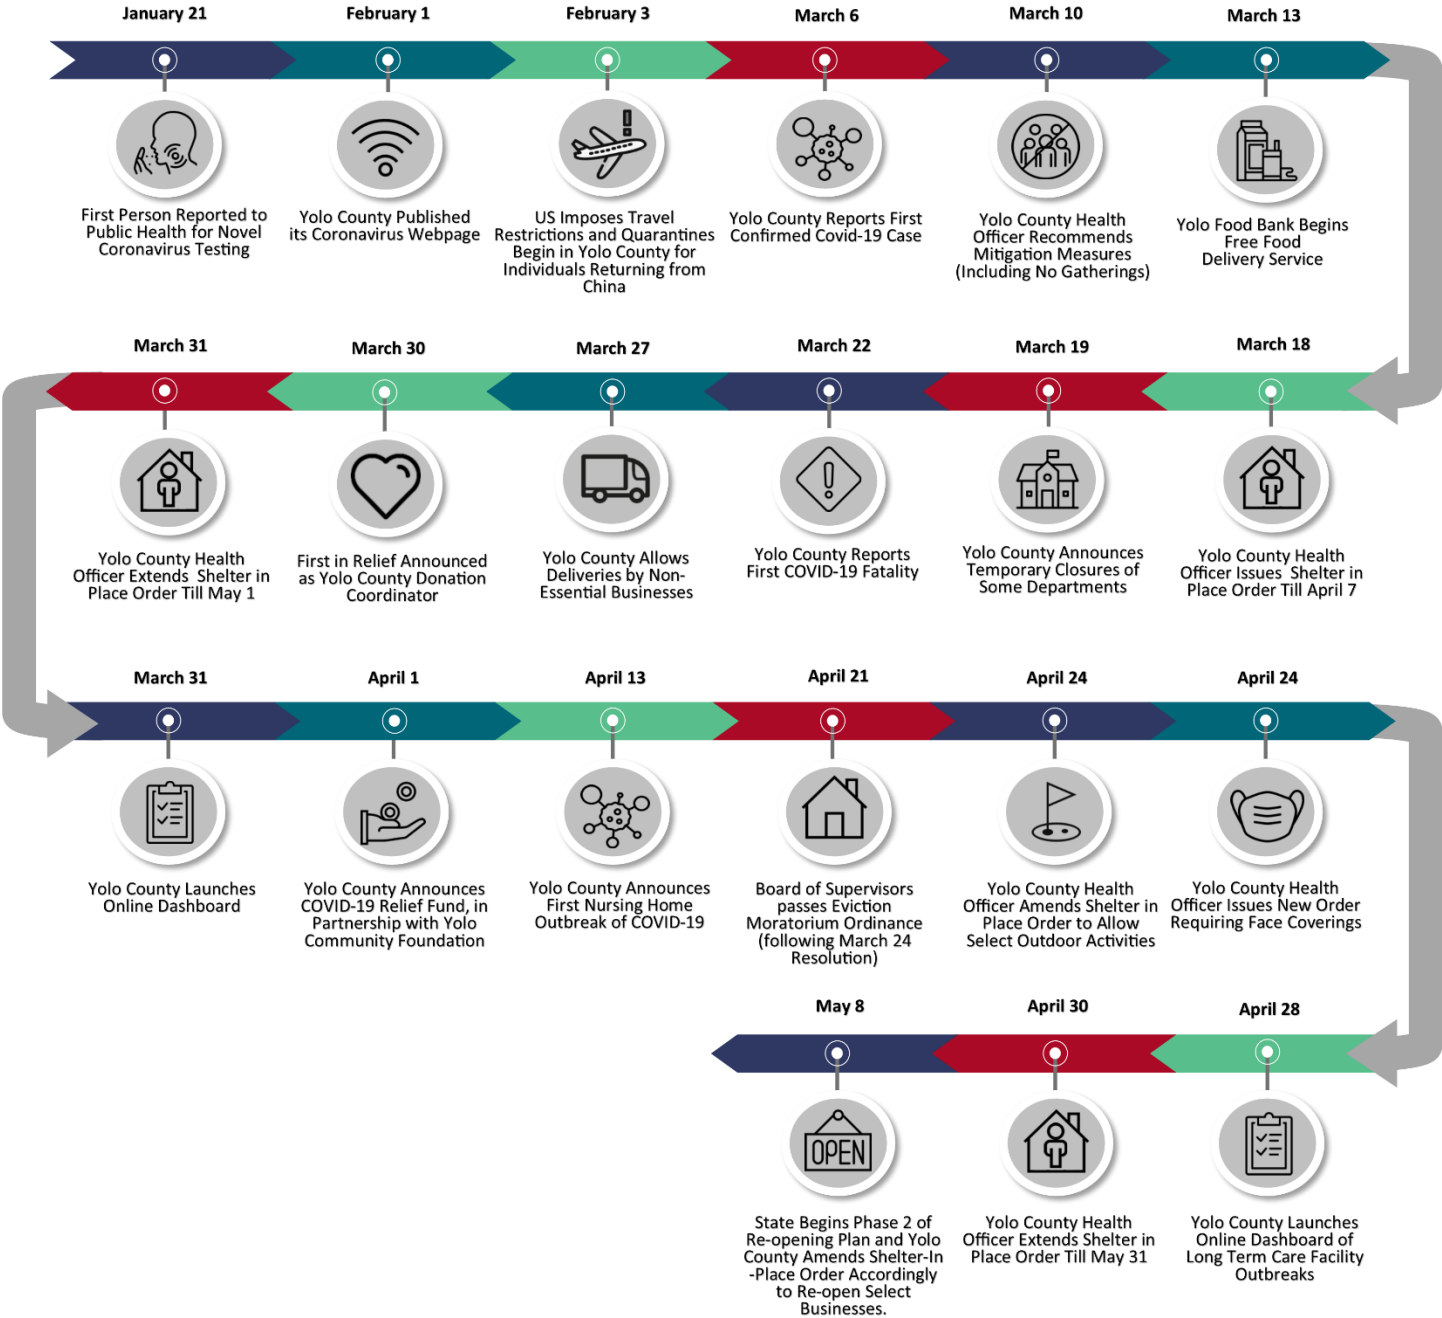 January 21
First Person Reported to
Public Health for Novel
Coronavirus Testing
February 1
Yolo County Published
its Coronavirus Webpage
February 3
US Imposes Travel
Restrictions and Quarantines
Begin in Yolo County for
Individuals Returning from
China
March 6
Yolo County Reports First
Confirmed Covid-19 Case
March 10
Yolo County Health
Officer Recommends
Mitigation Measures
(Including No Gatherings)
March 13
Yolo Food Bank Begins
Free Food
Delivery Service
March 18
Yolo County Health
Officer Issues Shelter in
Place Order Till April 7
March 19
Yolo County Announces
Temporary Closures of
Some Departments
March 22
Yolo County Reports
First COVID-19 Fatality
March 27
Yolo County Allows
Deliveries by Non-
Essential Businesses
March 30
First in Relief Announced
as Yolo County Donation
Coordinator
March 31
Yolo County Health
Officer Extends Shelter in
Place Order Till May 1
March 31
Yolo County Launches
Online Dashboard
April 1
Yolo County Announces
COVID-19 Relief Fund, in
Partnership with Yolo
Community Foundation
April 13
Yolo County Announces
First Nursing Home
Outbreak of COVID-19
April 21
Board of Supervisors
passes Eviction
Moratorium Ordinance
(following March 24
Resolution)
April 24
Yolo County Health
Officer Amends Shelter in
Place Order to Allow
Select Outdoor Activities
April 24
Yolo County Health
Officer Issues New Order
Requiring Face Coverings
April 28
Yolo County Launches
Online Dashboard of
Long Term Care Facility
Outbreaks
April 30
Yolo County Health
Officer Extends Shelter in
Place Order Till May 31
May 8
OPEN
State Begins Phase 2 of
Re-opening Plan and Yolo
County Amends Shelter-In
-Place Order Accordingly
to Re-open Select
Businesses.